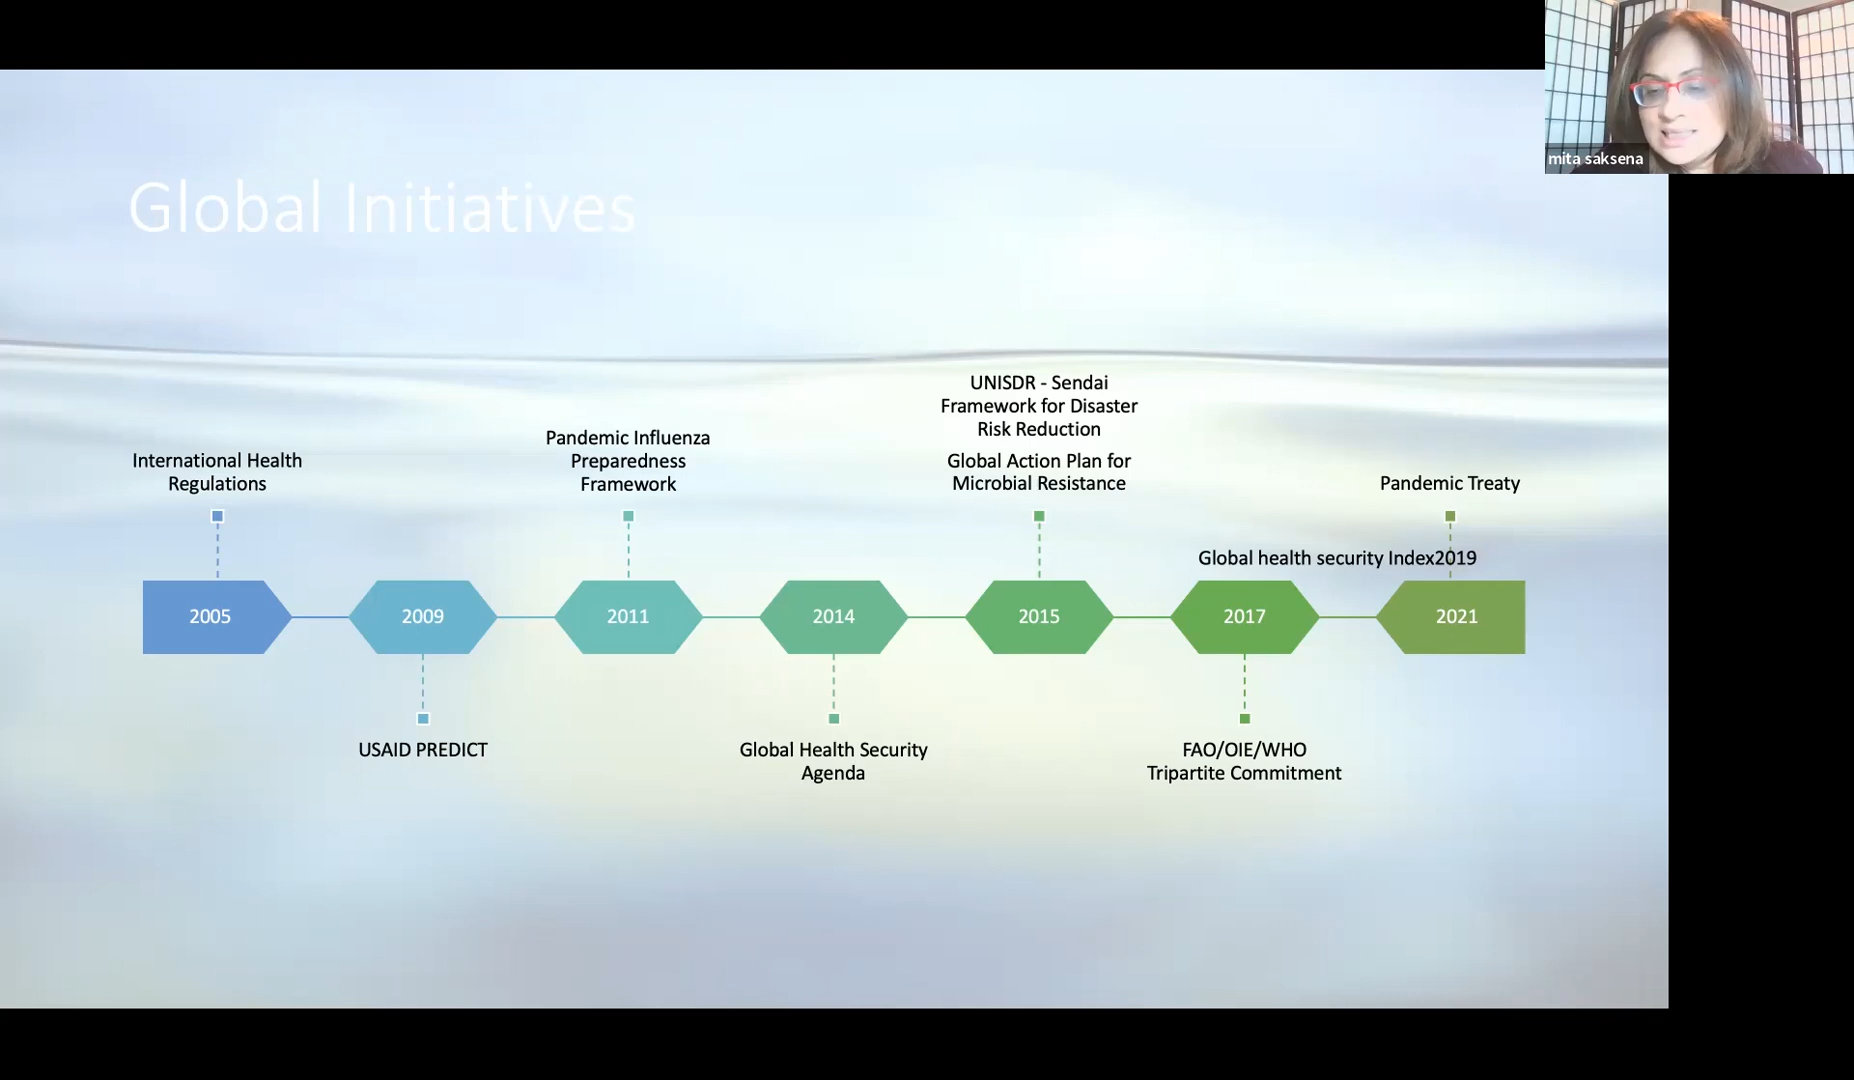 mita saksena
Global Initiatives
UNISDR - Sendai
Framework for Disaster
Risk Reduction
Global Action Plan for
Microbial Resistance
International Health
Regulations
Pandemic Influenza
Preparedness
Framework
Pandemic Treaty
Global health security Index2019
2005
2009
2011
2014
2015
2017
2021
USAID PREDICT
Global Health Security
Agenda
FAO/OIE/WHO
Tripartite Commitment